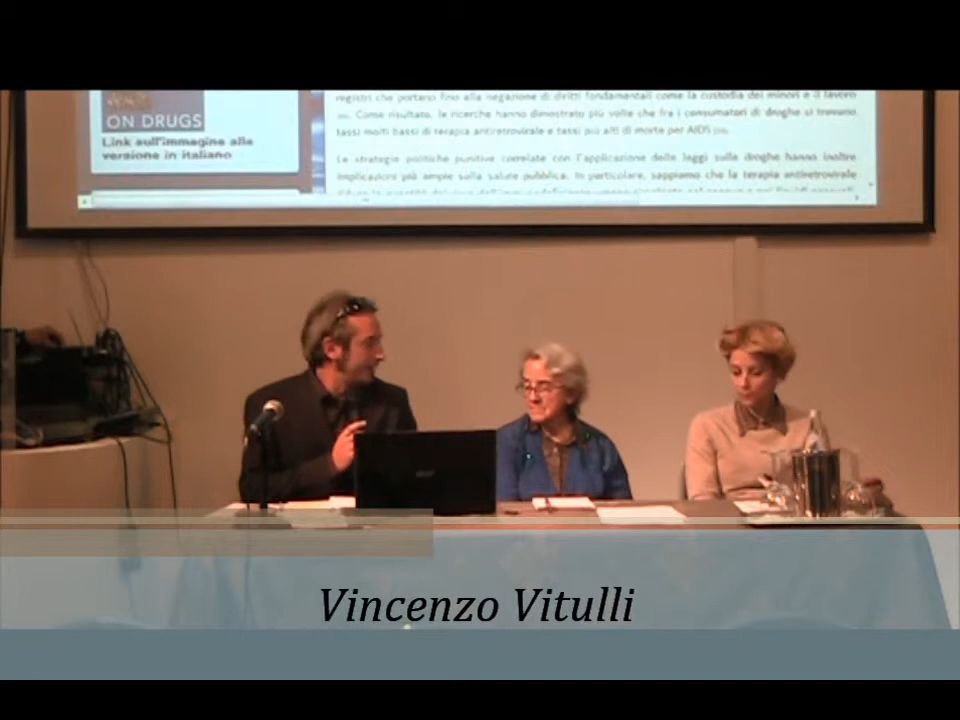 ON DRUGS
Link sull'immagine alla
versione in italiano
registri che portano fino alla negazione di diritti fondamentali come la custodia dei minori e il lavoro
Come risultato, le ricerche hanno dimostrato più volte che fra i consumatori di droghe si trovano
tassi molti bassi di terapia antiretrovirale e tassi più alti di morte per AIDS
Le strategie politiche punitive correlate con l'applicazione delle leggi sulle droghe hanno inoltre
implicazioni più ampie sulla salute pubblica. In particolare, sappiamo che la terapia antiretrovirale
Vincenzo Vitulli